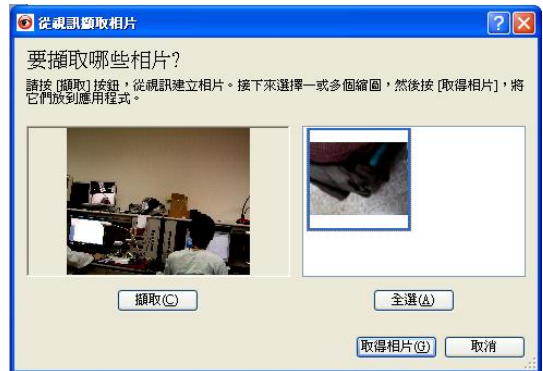 從視訊擷取相片
要擷取哪些相片?
請按 [擷取] 按鈕，從視訊建立相片。接下來選擇一或多個縮圖，然後按 [取得相片]，將
它們放到應用程式。
擷取(C)
全選(A)
取得相片(G)
取消